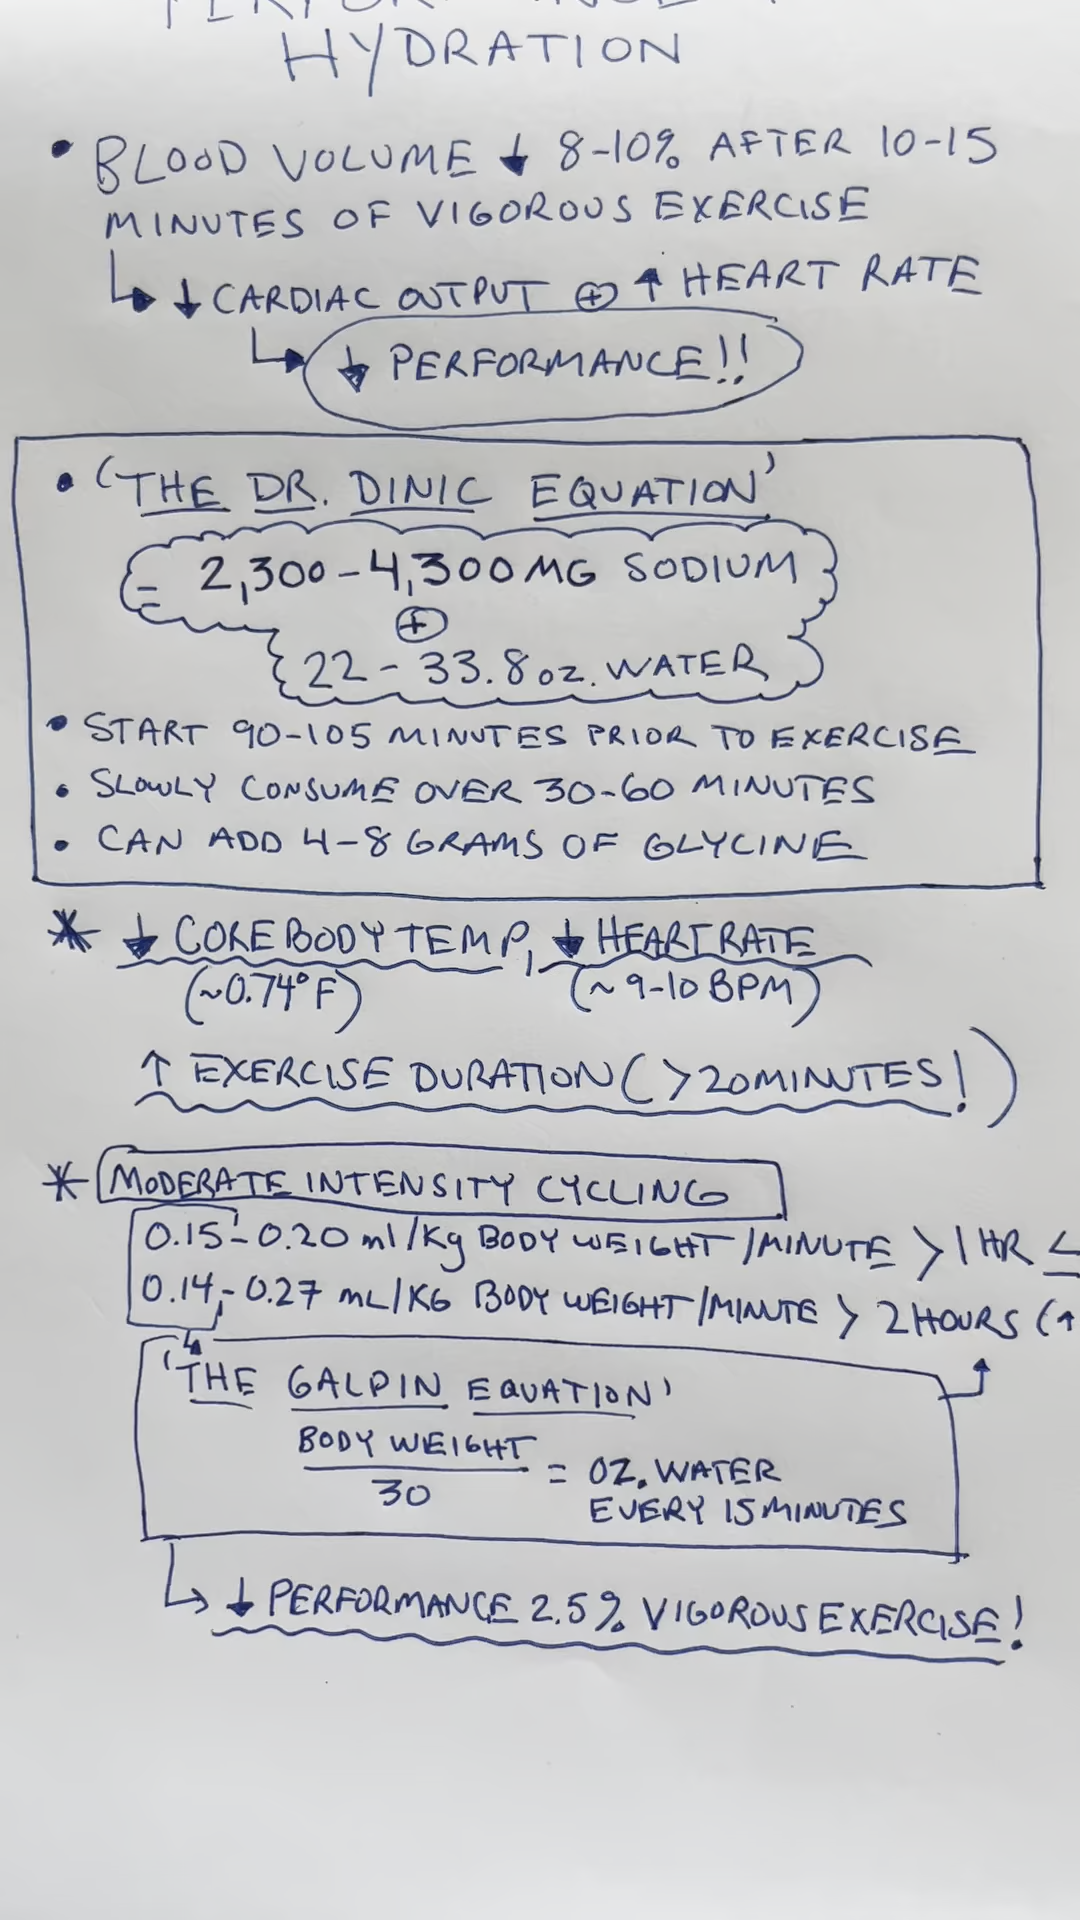 HYDRATION
• BLOOD VOLUME ↓ 8-10% AFTER 10-15
MINUTES OF VIGOROUS EXERCISE
↳ ↓ CARDIAC OUTPUT ⊕ ↑ HEART RATE
↳ ↓ PERFORMANCE!!
• 'THE DR. DINIC EQUATION'
= 2,300-4,300MG SODIUM
⊕
22-33.8 oz. WATER
• START 90-105 MINUTES PRIOR TO EXERCISE
• SLOWLY CONSUME OVER 30-60 MINUTES
• CAN ADD 4-8 GRAMS OF GLYCINE
* ↓ CORE BODY TEMP, ↓ HEART RATE
(~0.74°F) (~9-10 BPM)
↑ EXERCISE DURATION (>20 MINUTES!)
* MODERATE INTENSITY CYCLING
0.15-0.20 ml/Kg BODY WEIGHT/MINUTE > 1 HR
0.14-0.27 mL/KG BODY WEIGHT/MINUTE > 2 HOURS (↑
'THE GALPIN EQUATION'
BODY WEIGHT
30
= OZ. WATER
EVERY 15 MINUTES
↳ ↓ PERFORMANCE 2.5% VIGOROUS EXERCISE!